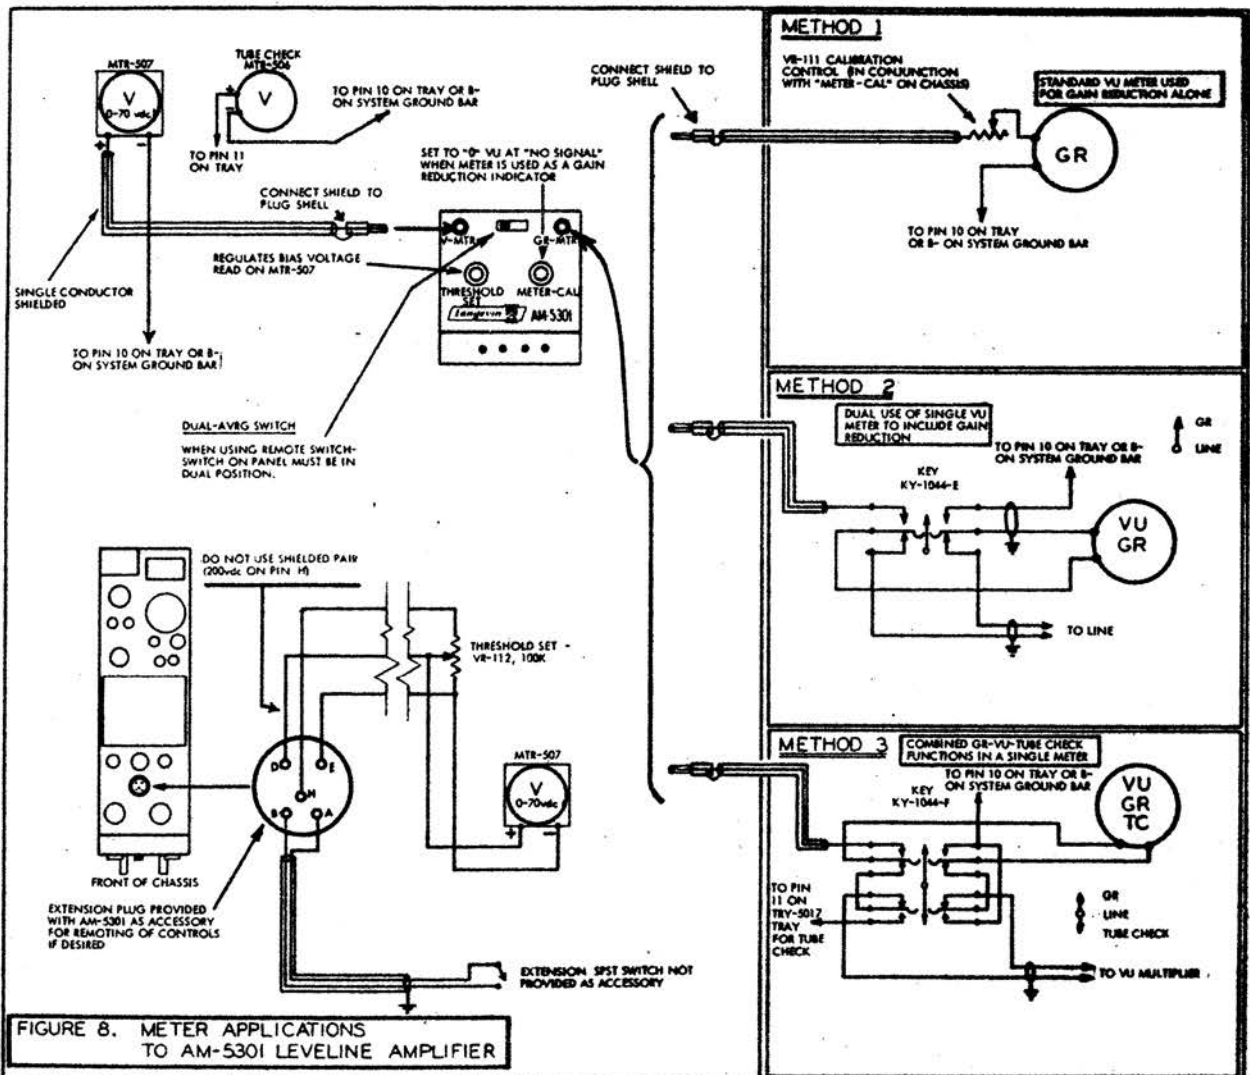 MTR-507
V
0-70 vdc
+
−
TUBE CHECK
MTR-506
V
+
−
TO PIN 10 ON TRAY OR B-
ON SYSTEM GROUND BAR
TO PIN 11
ON TRAY
CONNECT SHIELD TO
PLUG SHELL
SET TO "0" VU AT "NO SIGNAL"
WHEN METER IS USED AS A GAIN
REDUCTION INDICATOR
CONNECT SHIELD TO
PLUG SHELL
V-MTR
GR-MTR
REGULATES BIAS VOLTAGE
READ ON MTR-507
THRESHOLD
SET
METER-CAL
Langevin
AM-5301
SINGLE CONDUCTOR
SHIELDED
TO PIN 10 ON TRAY OR B-
ON SYSTEM GROUND BAR
DUAL-AVRG SWITCH
WHEN USING REMOTE SWITCH-
SWITCH ON PANEL MUST BE IN
DUAL POSITION.
DO NOT USE SHIELDED PAIR
(200vdc ON PIN H)
THRESHOLD SET -
VR-112, 100K
D
E
H
B
A
MTR-507
V
0-70vdc
+
−
FRONT OF CHASSIS
EXTENSION PLUG PROVIDED
WITH AM-5301 AS ACCESSORY
FOR REMOTING OF CONTROLS
IF DESIRED
EXTENSION SPST SWITCH NOT
PROVIDED AS ACCESSORY
FIGURE 8. METER APPLICATIONS
TO AM-5301 LEVELINE AMPLIFIER
METHOD 1
VR-111 CALIBRATION
CONTROL (IN CONJUNCTION
WITH "METER-CAL" ON CHASSIS)
STANDARD VU METER USED
FOR GAIN REDUCTION ALONE
GR
TO PIN 10 ON TRAY
OR B- ON SYSTEM GROUND BAR
METHOD 2
DUAL USE OF SINGLE VU
METER TO INCLUDE GAIN
REDUCTION
GR
LINE
TO PIN 10 ON TRAY OR B-
ON SYSTEM GROUND BAR
KEY
KY-1044-E
VU
GR
TO LINE
METHOD 3
COMBINED GR-VU-TUBE CHECK
FUNCTIONS IN A SINGLE METER
TO PIN 10 ON TRAY OR B-
ON SYSTEM GROUND BAR
KEY
KY-1044-F
VU
GR
TC
TO PIN
11 ON
TRY-5017
TRAY
FOR TUBE
CHECK
GR
LINE
TUBE CHECK
TO VU MULTIPLIER